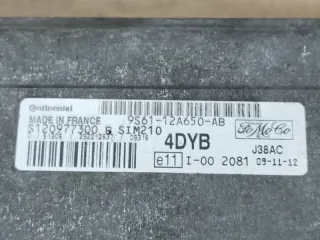 Continental
MADE IN FRANCE 9S61-12A650-AB
S120977300 B SIM210
4DYB
FoMoCo
J38AC
e11 I-00 2081 09-11-12